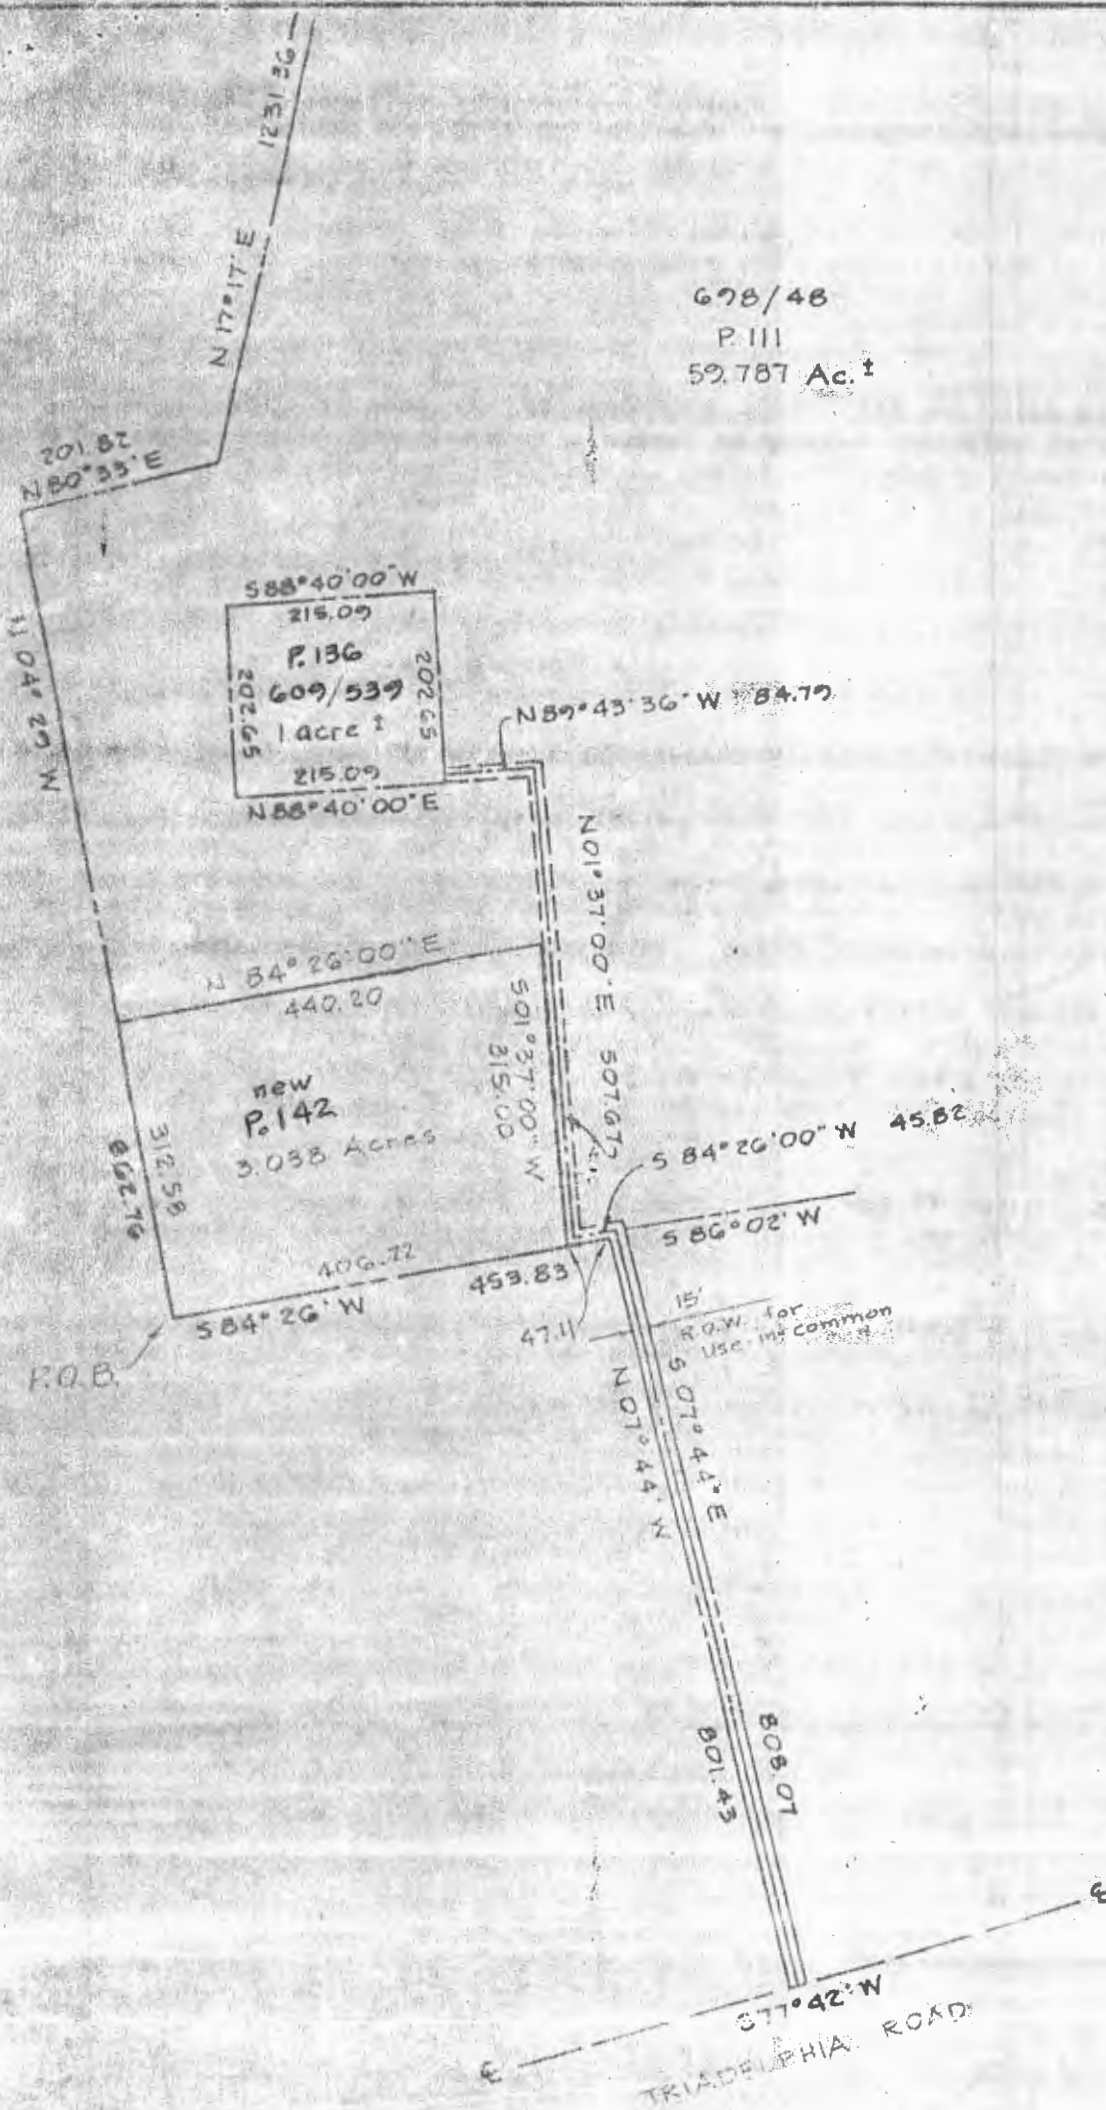 1231.36
N 17°17' E
698/48
P. 111
59.787 Ac. ±
201.82
N 80°33' E
S 88°40'00" W
215.09
P. 136
609/539
1 acre ±
202.65
202.65
215.09
N 88°40'00" E
N 04° 29' W
N 89°43'36" W 84.79
N 01°37'00" E 507.67
N 84°26'00" E
440.20
S 01°37'00" W
315.00
new
P. 142
3.038 Acres
312.58
862.76
S 84°26'00" W 45.82
S 86°02' W
406.72
453.83
S 84°26' W
47.11
15'
R.O.W. for
Use-in-common
P.O.B.
N 07°44' W
S 07°44' E
801.43
808.07
℄
S 77°42' W
℄
TRIADELPHIA ROAD